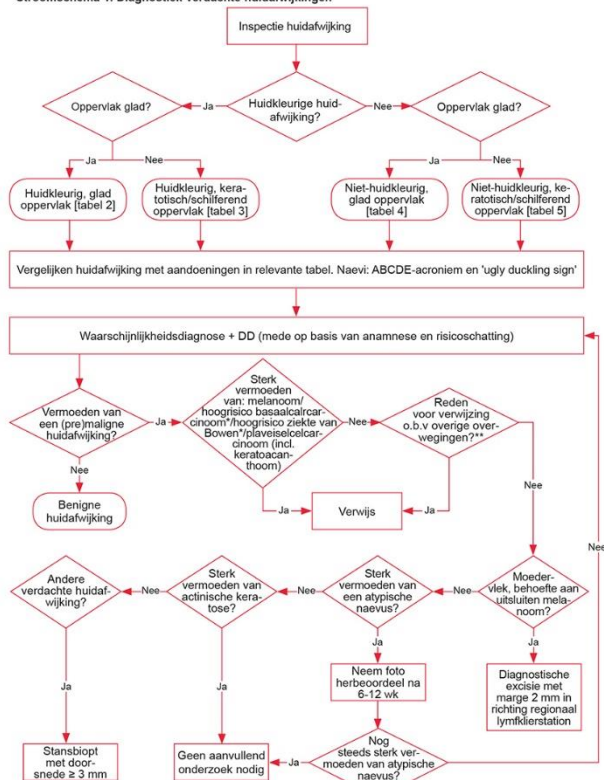 Stroomschema 1. Diagnostiek verdachte huidafwijkingen
Inspectie huidafwijking
Oppervlak glad?
Ja
Huidkleurige huid-
afwijking?
Nee
Oppervlak glad?
Ja
Nee
Ja
Nee
Huidkleurig, glad
oppervlak [tabel 2]
Huidkleurig, kera-
totisch/schilferend
oppervlak [tabel 3]
Niet-huidkleurig,
glad oppervlak
[tabel 4]
Niet-huidkleurig, ke-
ratotisch/schilferend
oppervlak [tabel 5]
Vergelijken huidafwijking met aandoeningen in relevante tabel. Naevi: ABCDE-acroniem en 'ugly duckling sign'
Waarschijnlijkheidsdiagnose + DD (mede op basis van anamnese en risicoschatting)
Vermoeden van
een (pre)maligne
huidafwijking?
Ja
Sterk
vermoeden
van: melanoom/
hoogrisico basaalcalrcar-
cinoom*/hoogrisico ziekte van
Bowen*/plaveiselcelcar-
cinoom (incl.
keratoacan-
thoom)
Nee
Reden
voor verwijzing
o.b.v overige over-
wegingen?**
Nee
Benigne
huidafwijking
Ja
Verwijs
Ja
Nee
Nee
Andere
verdachte huidaf-
wijking?
Nee
Sterk
vermoeden van
actinische kera-
tose?
Nee
Sterk
vermoeden van
een atypische
naevus?
Nee
Moeder-
vlek, behoefte aan
uitsluiten mela-
noom?
Ja
Ja
Ja
Ja
Neem foto
herbeoordeel na
6-12 wk
Diagnostische
excisie met
marge 2 mm in
richting regionaal
lymfklierstation
Stansbiopt
met door-
snede ≥ 3 mm
Geen aanvullend
onderzoek nodig
Ja
Nog
steeds sterk ver-
moeden van atypische
naevus?